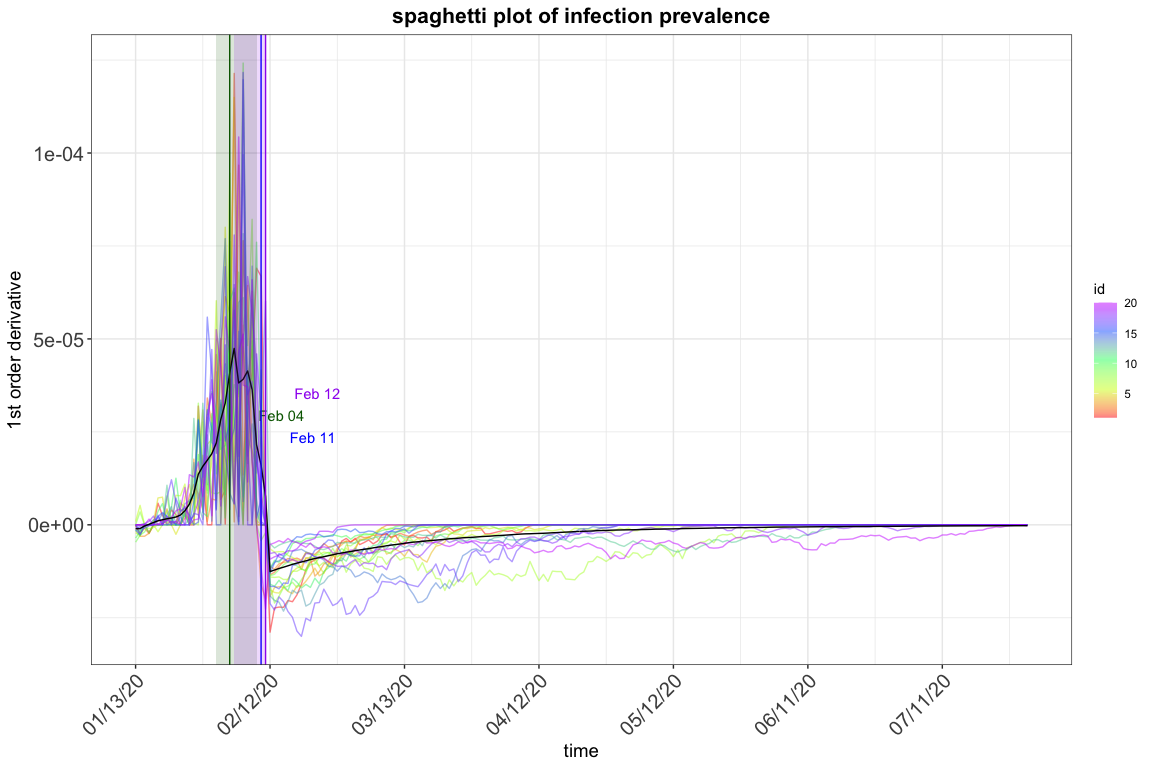 spaghetti plot of infection prevalence
1st order derivative
1e-04
5e-05
0e+00
Feb 12
Feb 04
Feb 11
id
20
15
10
5
01/13/20
02/12/20
03/13/20
04/12/20
05/12/20
06/11/20
07/11/20
time